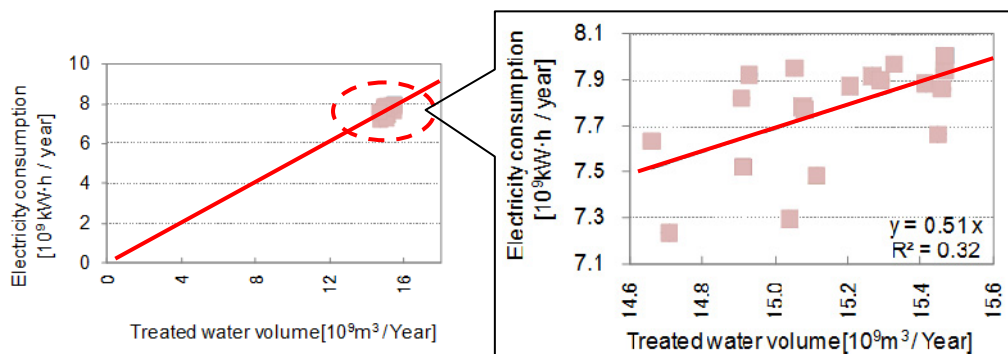 Electricity consumption
[10⁹kW·h / year]
10
8
6
4
2
0
0
4
8
12
16
Treated water volume[10⁹m³/Year]
Electricity consumption
[10⁹kW·h / year]
8.1
7.9
7.7
7.5
7.3
7.1
y = 0.51x
R² = 0.32
14.6
14.8
15.0
15.2
15.4
15.6
Treated water volume[10⁹m³/Year]